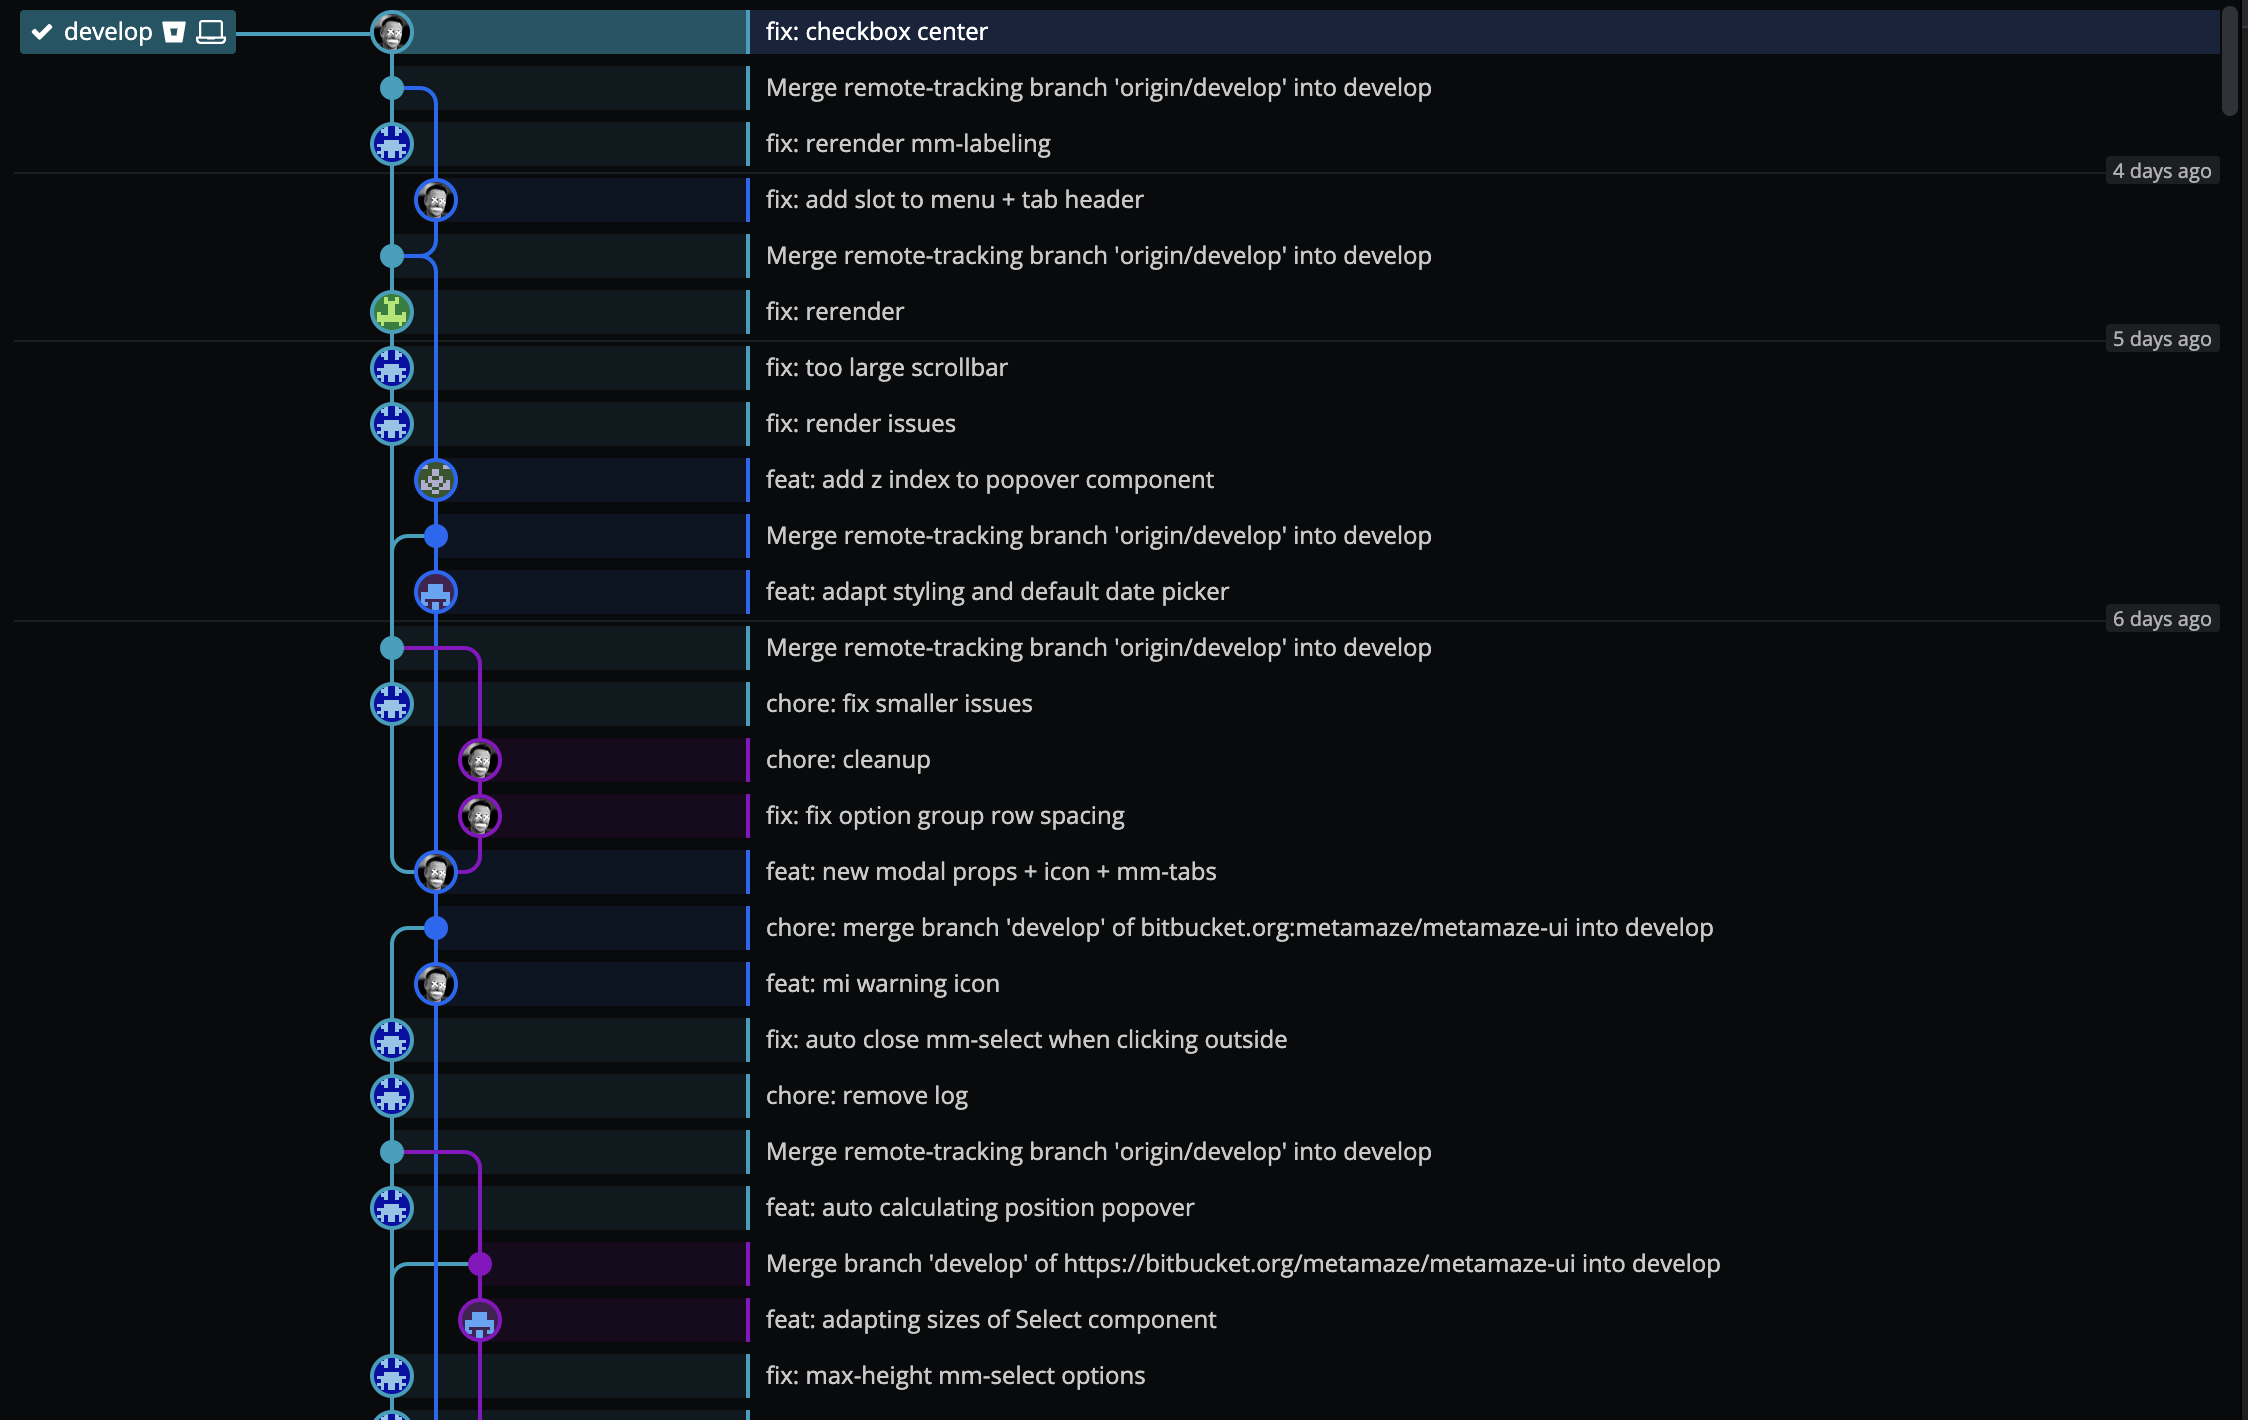 develop
fix: checkbox center
Merge remote-tracking branch 'origin/develop' into develop
fix: rerender mm-labeling
4 days ago
fix: add slot to menu + tab header
Merge remote-tracking branch 'origin/develop' into develop
fix: rerender
5 days ago
fix: too large scrollbar
fix: render issues
feat: add z index to popover component
Merge remote-tracking branch 'origin/develop' into develop
feat: adapt styling and default date picker
6 days ago
Merge remote-tracking branch 'origin/develop' into develop
chore: fix smaller issues
chore: cleanup
fix: fix option group row spacing
feat: new modal props + icon + mm-tabs
chore: merge branch 'develop' of bitbucket.org:metamaze/metamaze-ui into develop
feat: mi warning icon
fix: auto close mm-select when clicking outside
chore: remove log
Merge remote-tracking branch 'origin/develop' into develop
feat: auto calculating position popover
Merge branch 'develop' of https://bitbucket.org/metamaze/metamaze-ui into develop
feat: adapting sizes of Select component
fix: max-height mm-select options